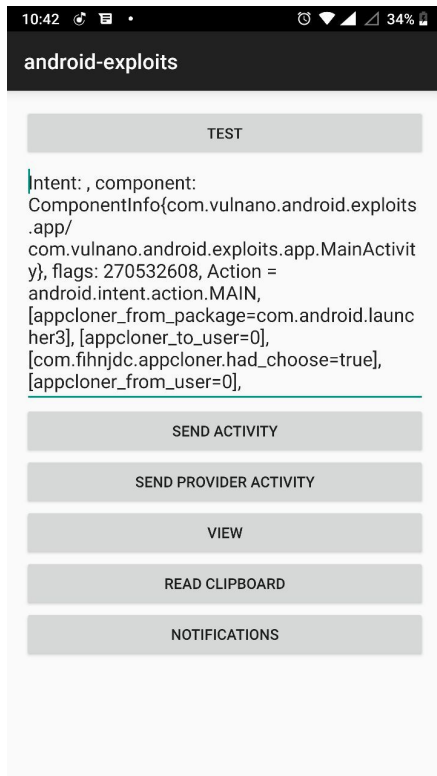 10:42 34%
android-exploits
TEST
Intent: , component:
ComponentInfo{com.vulnano.android.exploits
.app/
com.vulnano.android.exploits.app.MainActivit
y}, flags: 270532608, Action =
android.intent.action.MAIN,
[appcloner_from_package=com.android.launc
her3], [appcloner_to_user=0],
[com.fihnjdc.appcloner.had_choose=true],
[appcloner_from_user=0],
SEND ACTIVITY
SEND PROVIDER ACTIVITY
VIEW
READ CLIPBOARD
NOTIFICATIONS